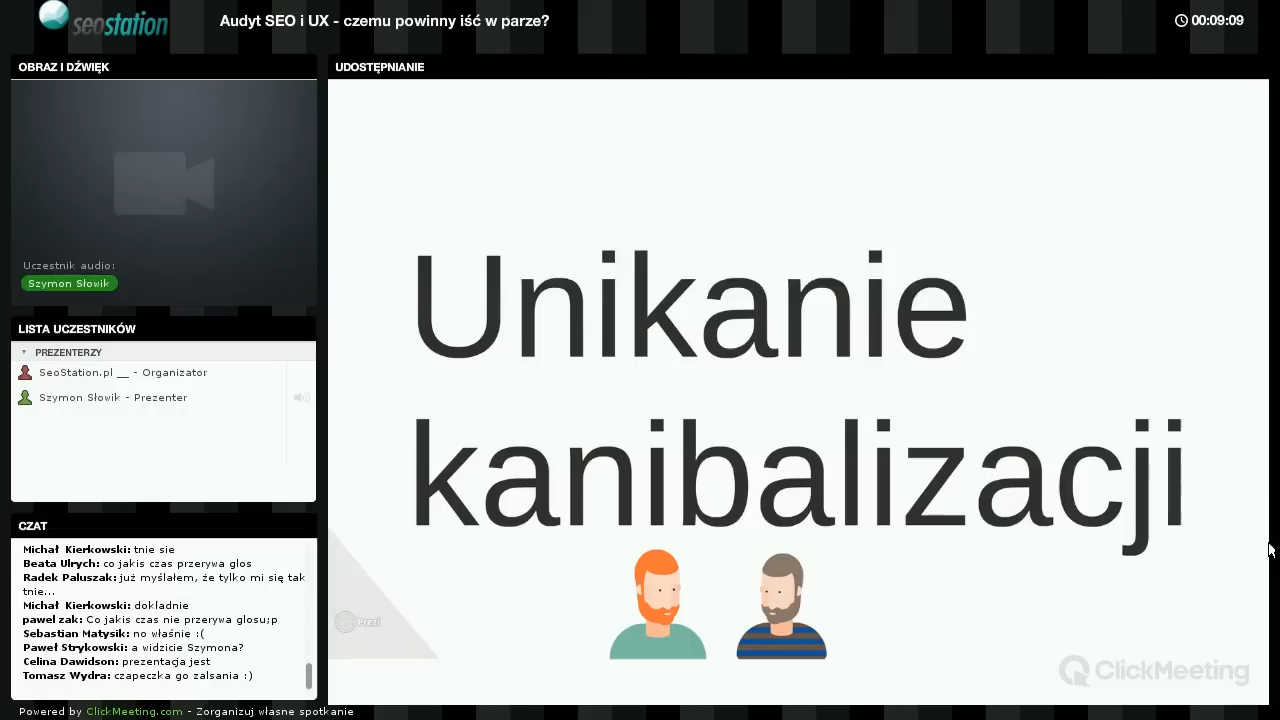 seostation
Audyt SEO i UX - czemu powinny iść w parze?
00:09:09
OBRAZ I DŹWIĘK
Uczestnik audio:
Szymon Słowik
LISTA UCZESTNIKÓW
PREZENTERZY
SeoStation.pl __ - Organizator
Szymon Słowik - Prezenter
CZAT
Michał Kierkowski: tnie sie
Beata Ulrych: co jakis czas przerywa glos
Radek Paluszak: już myślałem, że tylko mi się tak
tnie...
Michał Kierkowski: dokladnie
pawel zak: Co jakis czas nie przerywa glosu;p
Sebastian Matysik: no właśnie :(
Paweł Strykowski: a widzicie Szymona?
Celina Dawidson: prezentacja jest
Tomasz Wydra: czapeczka go zalsania :)
Powered by ClickMeeting.com - Zorganizuj własne spotkanie
UDOSTĘPNIANIE
Unikanie
kanibalizacji
Prezi
ClickMeeting